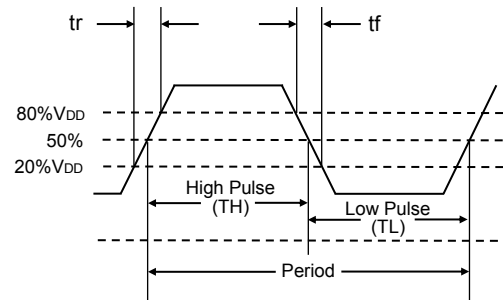 tr
tf
80%VDD
50%
20%VDD
High Pulse
(TH)
Low Pulse
(TL)
Period